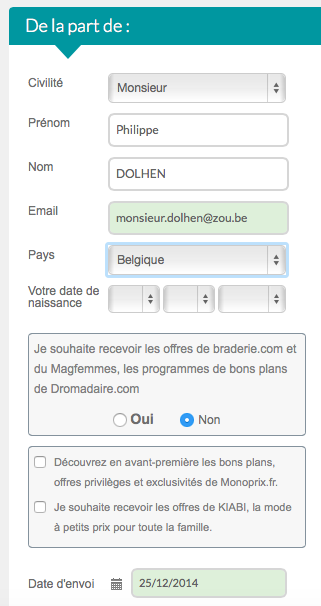 De la part de :
Civilité
Monsieur
Prénom
Philippe
Nom
DOLHEN
Email
monsieur.dolhen@zou.be
Pays
Belgique
Votre date de
naissance
Je souhaite recevoir les offres de braderie.com et
du Magfemmes, les programmes de bons plans
de Dromadaire.com
Oui Non
Découvrez en avant-première les bons plans,
offres privilèges et exclusivités de Monoprix.fr.
Je souhaite recevoir les offres de KIABI, la mode
à petits prix pour toute la famille.
Date d'envoi
25/12/2014